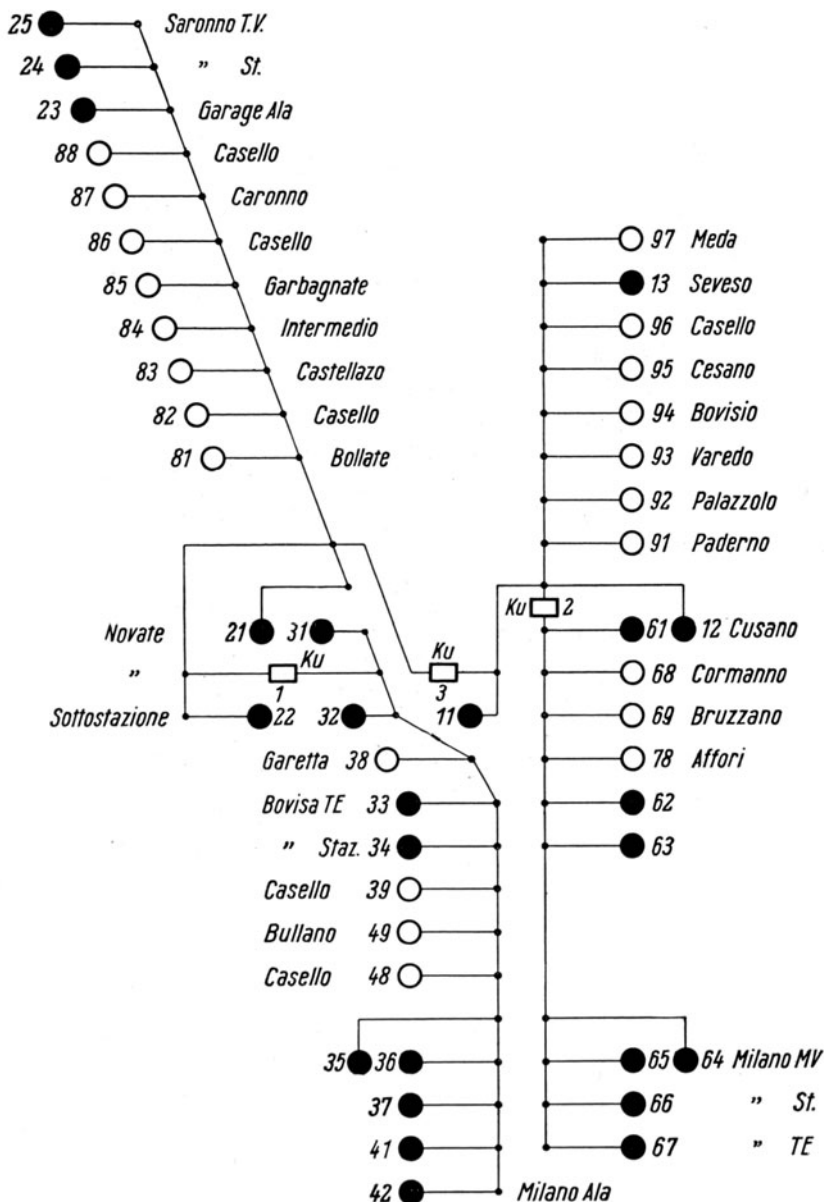 25 Saronno T.V.
24 " St.
23 Garage Ala
88 Casello
87 Caronno
86 Casello
85 Garbagnate
84 Intermedio
83 Castellazo
82 Casello
81 Bollate
97 Meda
13 Seveso
96 Casello
95 Cesano
94 Bovisio
93 Varedo
92 Palazzolo
91 Paderno
Ku 2
Novate 21 31
61 12 Cusano
" Ku 1
Ku 3
68 Cormanno
Sottostazione 22 32 11
69 Bruzzano
Garetta 38
78 Affori
Bovisa TE 33
62
" Staz. 34
63
Casello 39
Bullano 49
Casello 48
35 36
65 64 Milano MV
37
66 " St.
41
67 " TE
42 Milano Ala